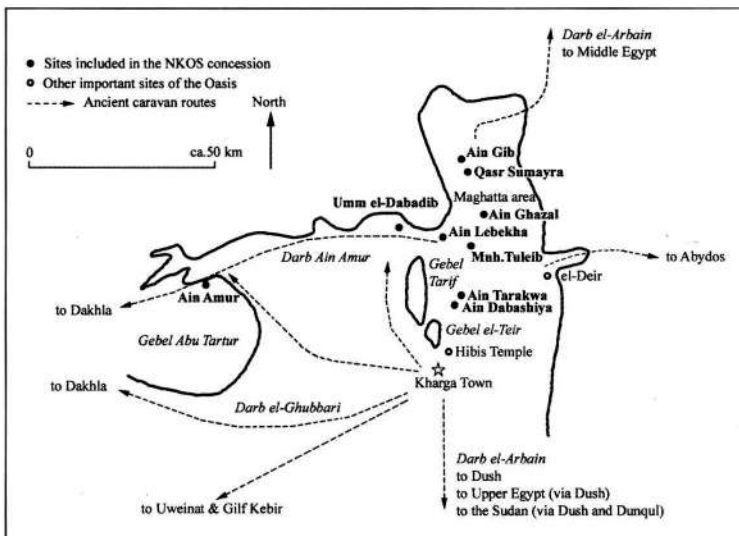 Sites included in the NKOS concession
Other important sites of the Oasis
Ancient caravan routes
North
0 ca.50 km
Darb el-Arbain
to Middle Egypt
Ain Gib
Qasr Sumayra
Maghatta area
Umm el-Dabadib
Ain Ghazal
Ain Lebekha
Mnh.Tuleib
Darb Ain Amur
to Abydos
Gebel
Tarif
el-Deir
Ain Amur
to Dakhla
Ain Tarakwa
Ain Dabashiya
Gebel Abu Tartur
Gebel el-Teir
Hibis Temple
Kharga Town
to Dakhla
Darb el-Ghubbari
Darb el-Arbain
to Dush
to Upper Egypt (via Dush)
to the Sudan (via Dush and Dunqul)
to Uweinat & Gilf Kebir